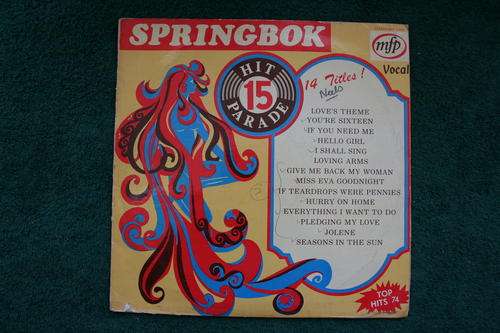 SPRINGBOK
HIT
15
PARADE
mfp
Vocal
14 Titles!
LOVE'S THEME
YOU'RE SIXTEEN
IF YOU NEED ME
HELLO GIRL
I SHALL SING
LOVING ARMS
GIVE ME BACK MY WOMAN
MISS EVA GOODNIGHT
IF TEARDROPS WERE PENNIES
HURRY ON HOME
EVERYTHING I WANT TO DO
PLEDGING MY LOVE
JOLENE
SEASONS IN THE SUN
TOP
HITS 74